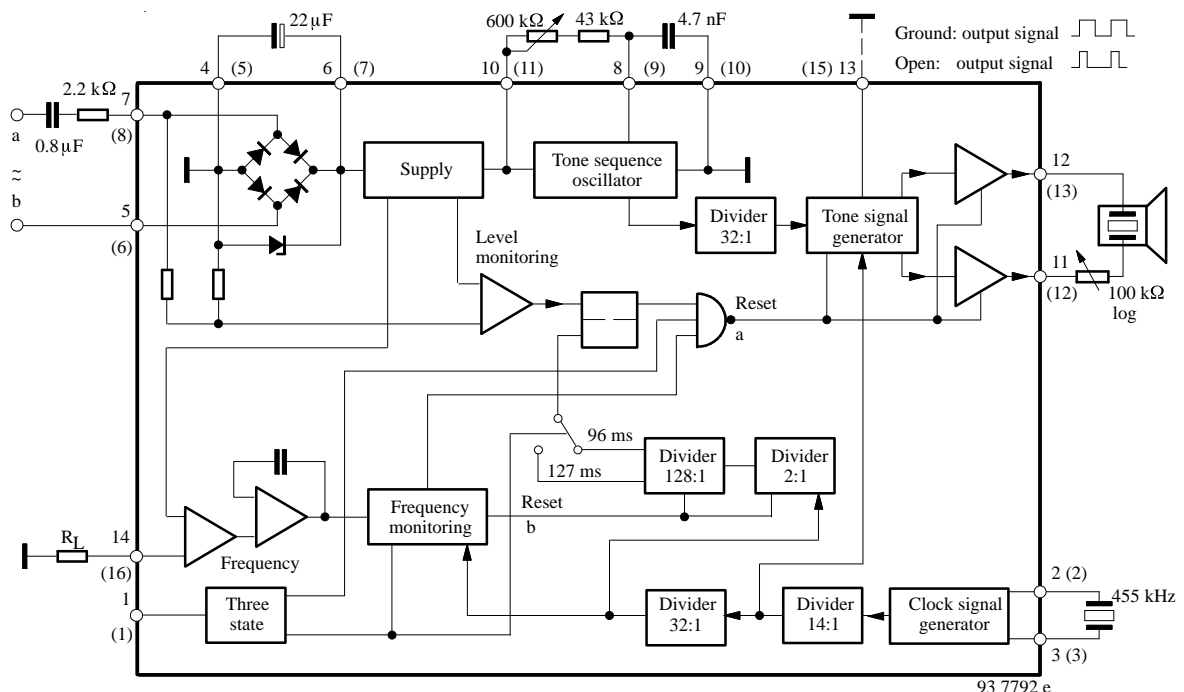 22 μF
600 kΩ
43 kΩ
4.7 nF
Ground: output signal
Open: output signal
4
(5)
6
(7)
10
(11)
8
(9)
9
(10)
(15)
13
2.2 kΩ
7
(8)
a
0.8 μF
≈
b
5
(6)
Supply
Tone sequence
oscillator
Divider
32:1
Tone signal
generator
12
(13)
11
(12)
100 kΩ
log
Level
monitoring
Reset
a
96 ms
127 ms
Divider
128:1
Divider
2:1
Frequency
monitoring
Reset
b
RL
14
(16)
Frequency
1
(1)
Three
state
Divider
32:1
Divider
14:1
Clock signal
generator
2 (2)
455 kHz
3 (3)
93 7792 e